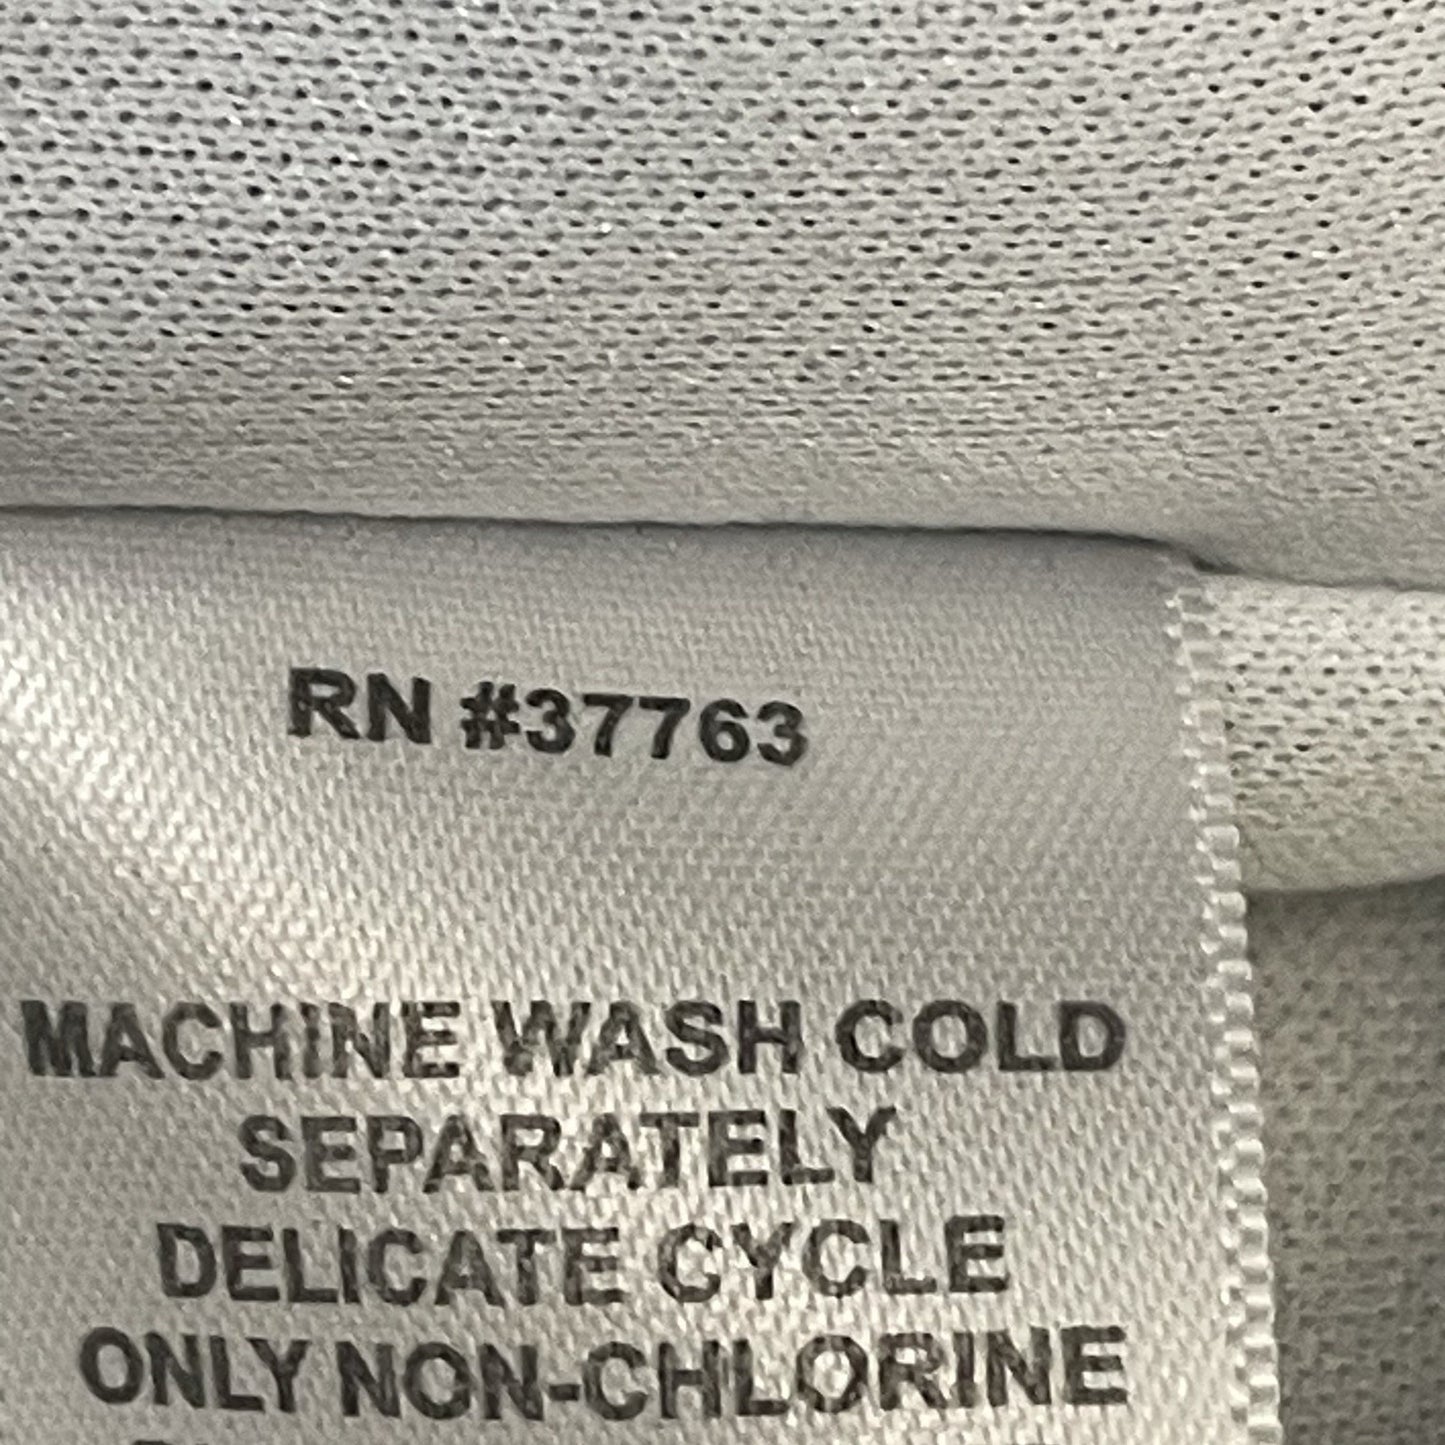 RN #37763
MACHINE WASH COLD
SEPARATELY
DELICATE CYCLE
ONLY NON-CHLORINE